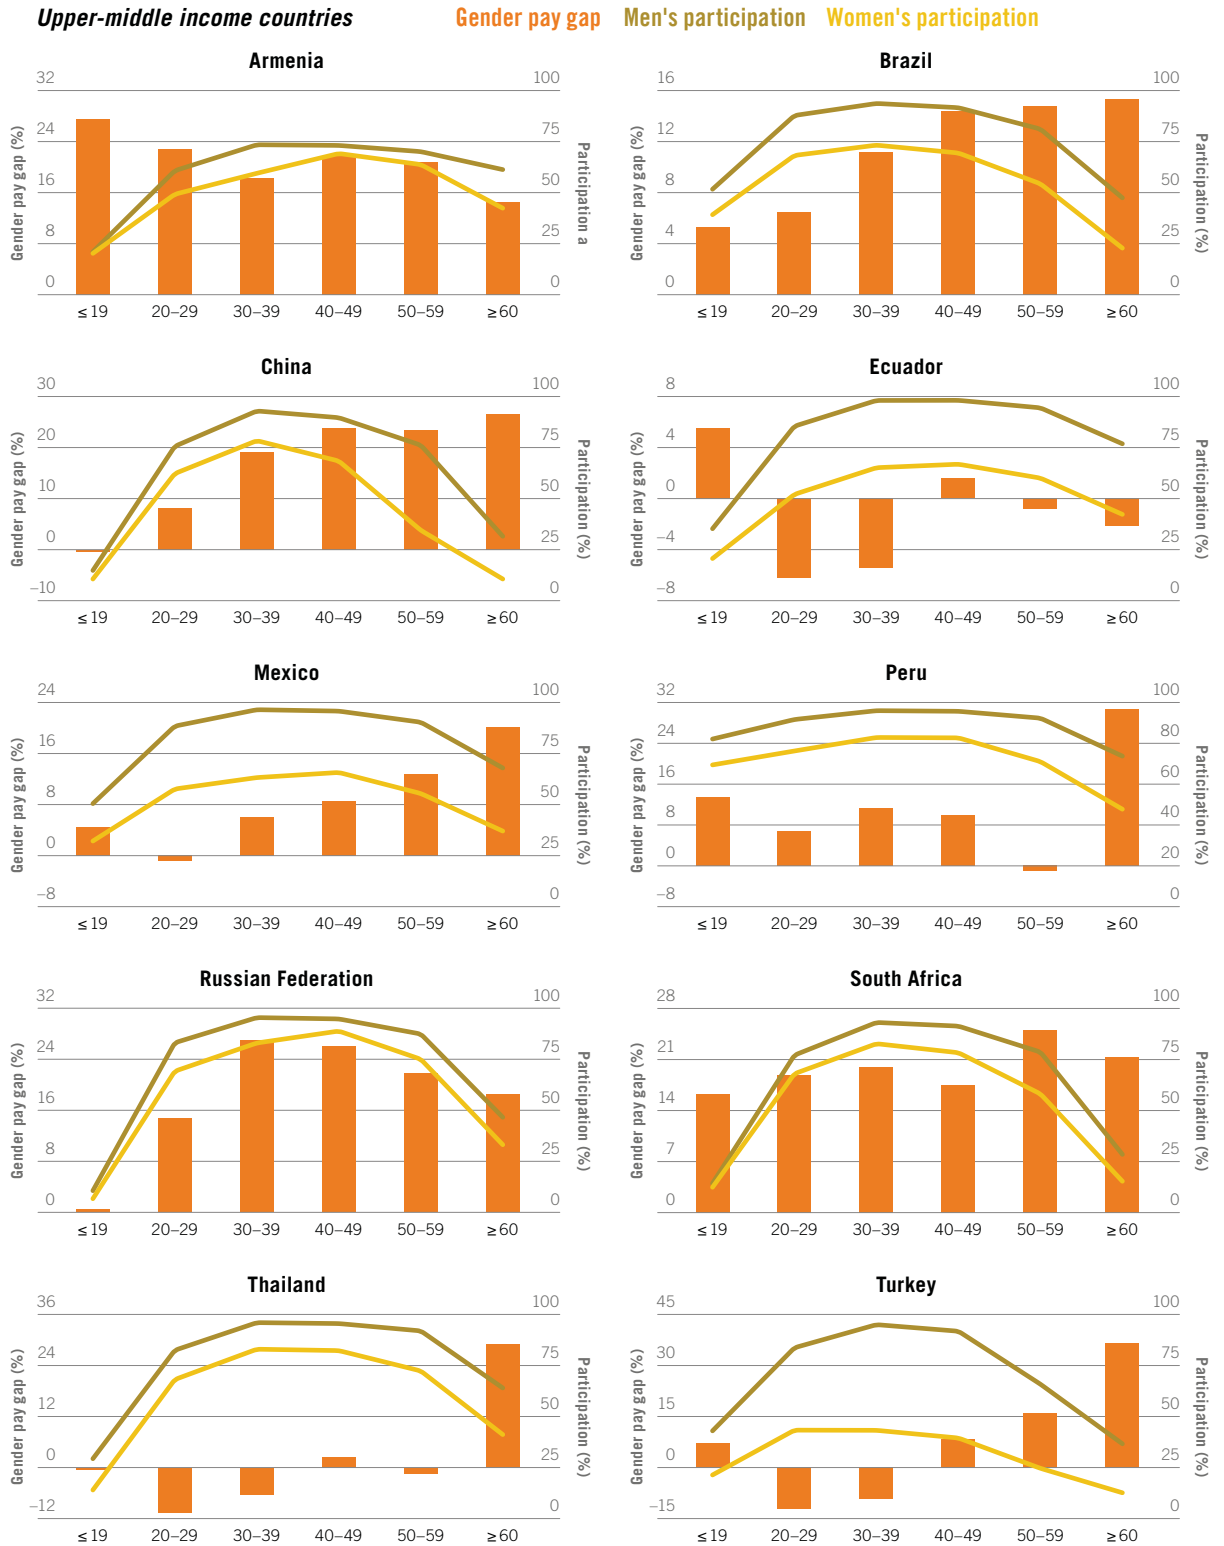 Upper-middle income countries Gender pay gap Men's participation Women's participation
Armenia
32 100
24 75
16 50
8 25
0 0
Gender pay gap (%)
Participation a
≤ 19 20–29 30–39 40–49 50–59 ≥ 60
Brazil
16 100
12 75
8 50
4 25
0 0
Gender pay gap (%)
Participation (%)
≤ 19 20–29 30–39 40–49 50–59 ≥ 60
China
30 100
20 75
10 50
0 25
–10 0
Gender pay gap (%)
Participation (%)
≤ 19 20–29 30–39 40–49 50–59 ≥ 60
Ecuador
8 100
4 75
0 50
–4 25
–8 0
Gender pay gap (%)
Participation (%)
≤ 19 20–29 30–39 40–49 50–59 ≥ 60
Mexico
24 100
16 75
8 50
0 25
–8 0
Gender pay gap (%)
Participation (%)
≤ 19 20–29 30–39 40–49 50–59 ≥ 60
Peru
32 100
24 80
16 60
8 40
0 20
–8 0
Gender pay gap (%)
Participation (%)
≤ 19 20–29 30–39 40–49 50–59 ≥ 60
Russian Federation
32 100
24 75
16 50
8 25
0 0
Gender pay gap (%)
Participation (%)
≤ 19 20–29 30–39 40–49 50–59 ≥ 60
South Africa
28 100
21 75
14 50
7 25
0 0
Gender pay gap (%)
Participation (%)
≤ 19 20–29 30–39 40–49 50–59 ≥ 60
Thailand
36 100
24 75
12 50
0 25
–12 0
Gender pay gap (%)
Participation (%)
≤ 19 20–29 30–39 40–49 50–59 ≥ 60
Turkey
45 100
30 75
15 50
0 25
–15 0
Gender pay gap (%)
Participation (%)
≤ 19 20–29 30–39 40–49 50–59 ≥ 60